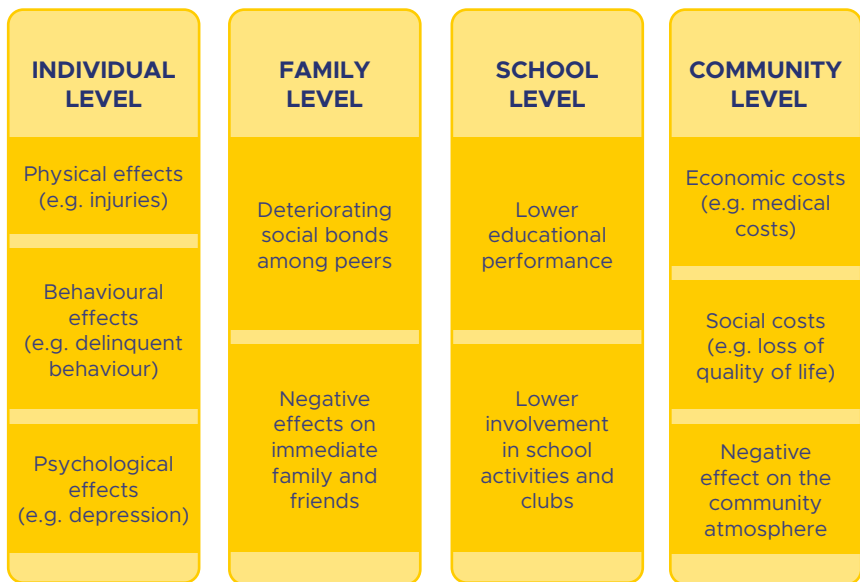 INDIVIDUAL
LEVEL
Physical effects
(e.g. injuries)
Behavioural
effects
(e.g. delinquent
behaviour)
Psychological
effects
(e.g. depression)
FAMILY
LEVEL
Deteriorating
social bonds
among peers
Negative
effects on
immediate
family and
friends
SCHOOL
LEVEL
Lower
educational
performance
Lower
involvement
in school
activities and
clubs
COMMUNITY
LEVEL
Economic costs
(e.g. medical
costs)
Social costs
(e.g. loss of
quality of life)
Negative
effect on the
community
atmosphere